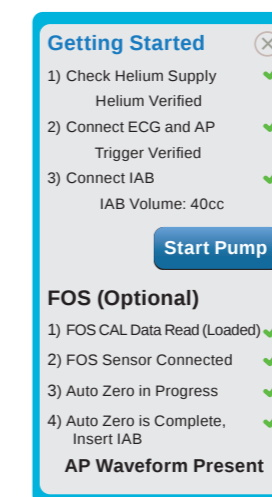 Getting Started
1) Check Helium Supply
Helium Verified
2) Connect ECG and AP
Trigger Verified
3) Connect IAB
IAB Volume: 40cc
Start Pump
FOS (Optional)
1) FOS CAL Data Read (Loaded)
2) FOS Sensor Connected
3) Auto Zero in Progress
4) Auto Zero is Complete,
Insert IAB
AP Waveform Present